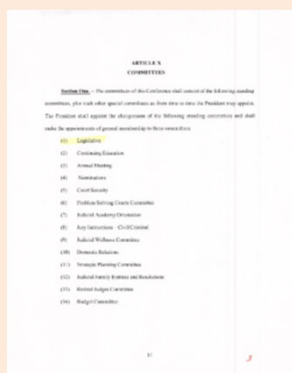 ARTICLE X
COMMITTEES
Section One. – The committees of this Conference shall consist of the following standing
committees, plus such other special committees as from time to time the President may appoint.
The President shall appoint the chairpersons of the following standing committees and shall
make the appointments of general membership to these committees:
(1) Legislative
(2) Continuing Education
(3) Annual Meeting
(4) Nominations
(5) Court Security
(6) Problem Solving Courts Committee
(7) Judicial Academy Orientation
(8) Jury Instructions – Civil/Criminal
(9) Judicial Wellness Committee
(10) Domestic Relations
(11) Strategic Planning Committee
(12) Judicial Family Institute and Resolutions
(13) Retired Judges Committee
(14) Budget Committee
3